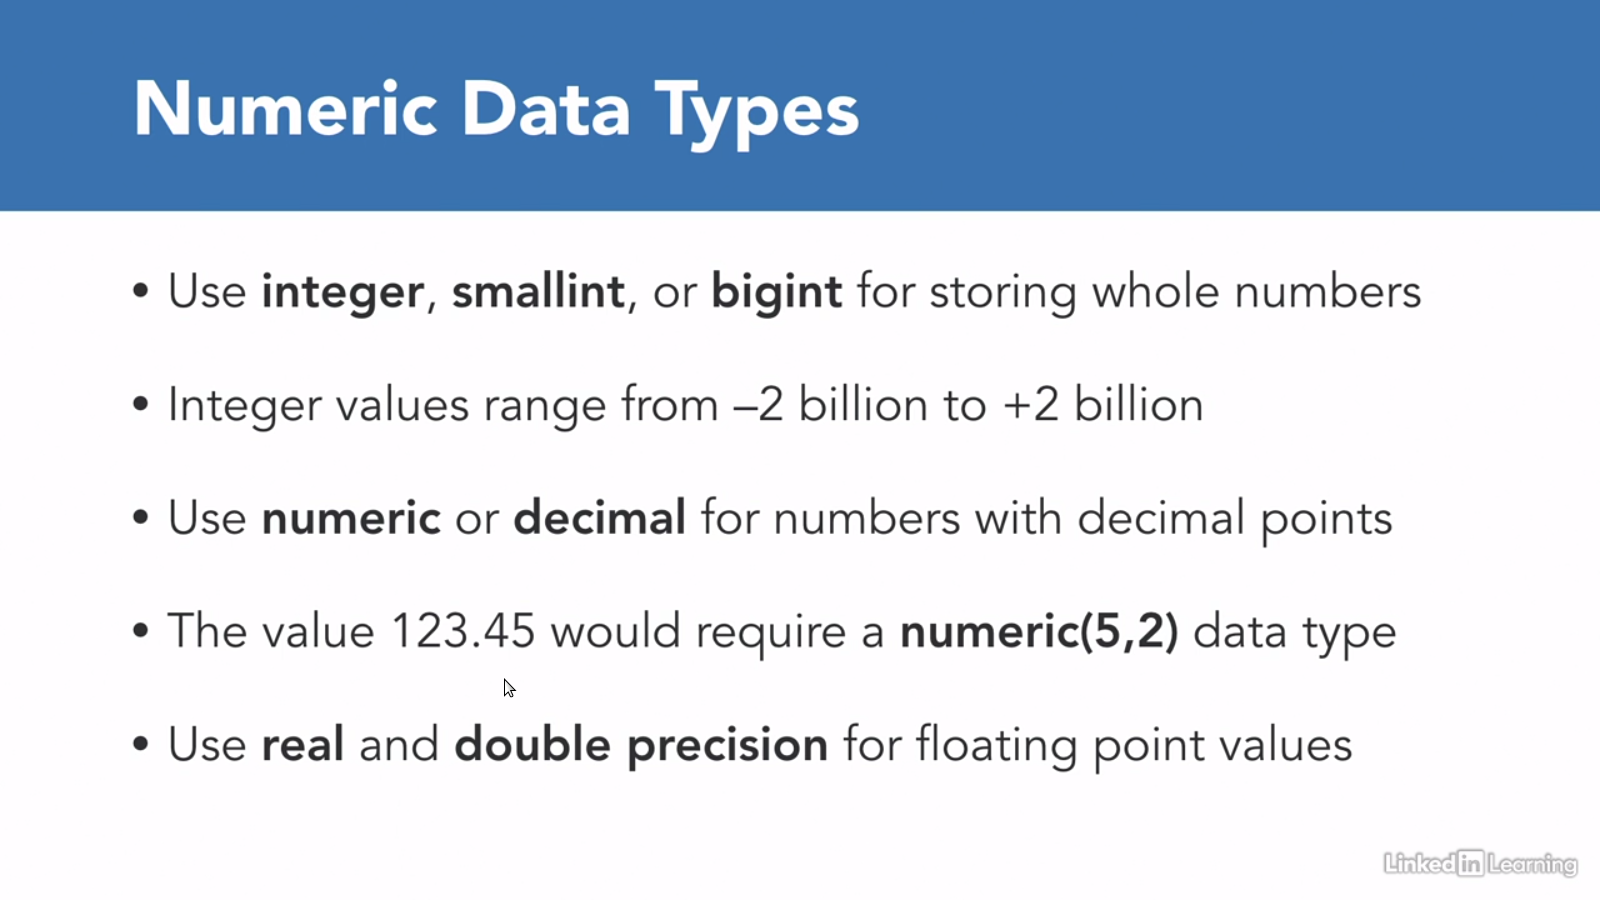 Numeric Data Types
• Use integer, smallint, or bigint for storing whole numbers
• Integer values range from –2 billion to +2 billion
• Use numeric or decimal for numbers with decimal points
• The value 123.45 would require a numeric(5,2) data type
• Use real and double precision for floating point values
Linked in Learning